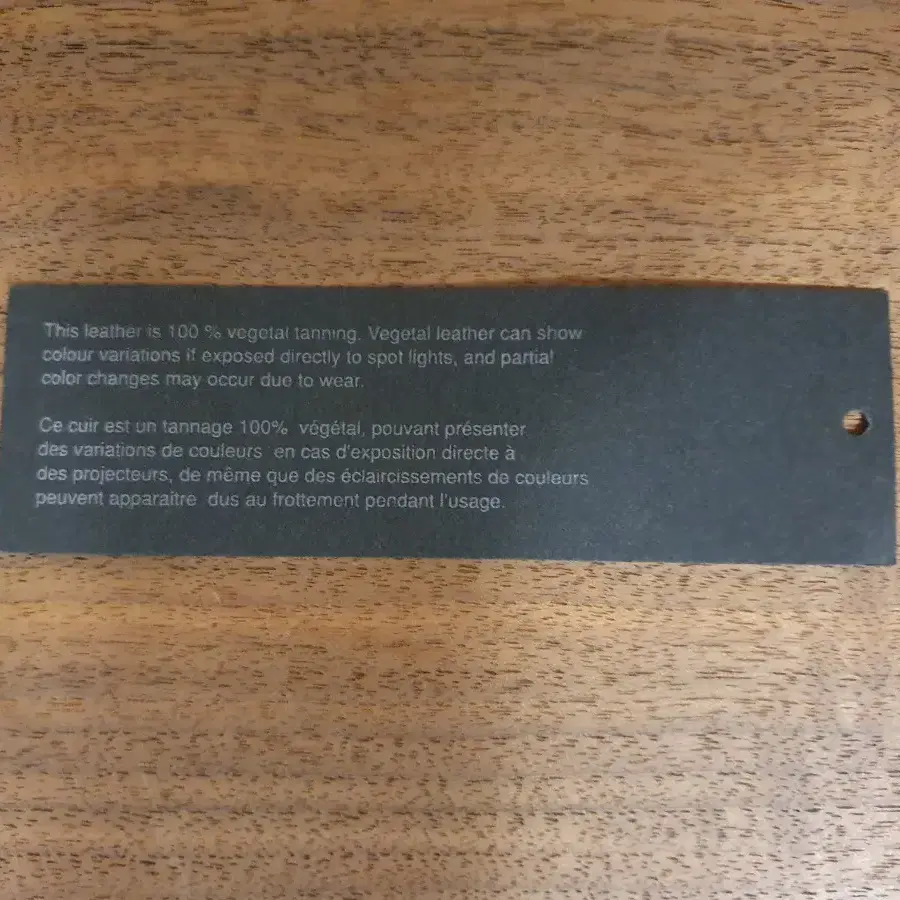 This leather is 100 % vegetal tanning. Vegetal leather can show
colour variations if exposed directly to spot lights, and partial
color changes may occur due to wear.
Ce cuir est un tannage 100% végétal, pouvant présenter
des variations de couleurs en cas d'exposition directe à
des projecteurs, de même que des éclaircissements de couleurs
peuvent apparaitre dus au frottement pendant l'usage.